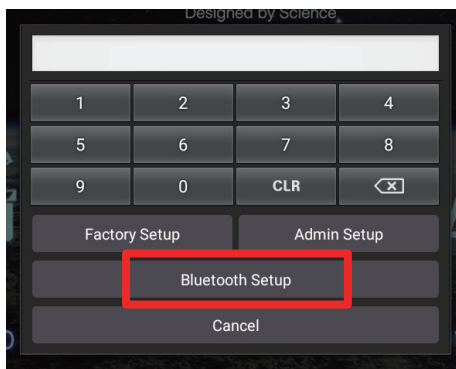 Designed by Science
1 2 3 4
5 6 7 8
9 0 CLR
Factory Setup Admin Setup
Bluetooth Setup
Cancel